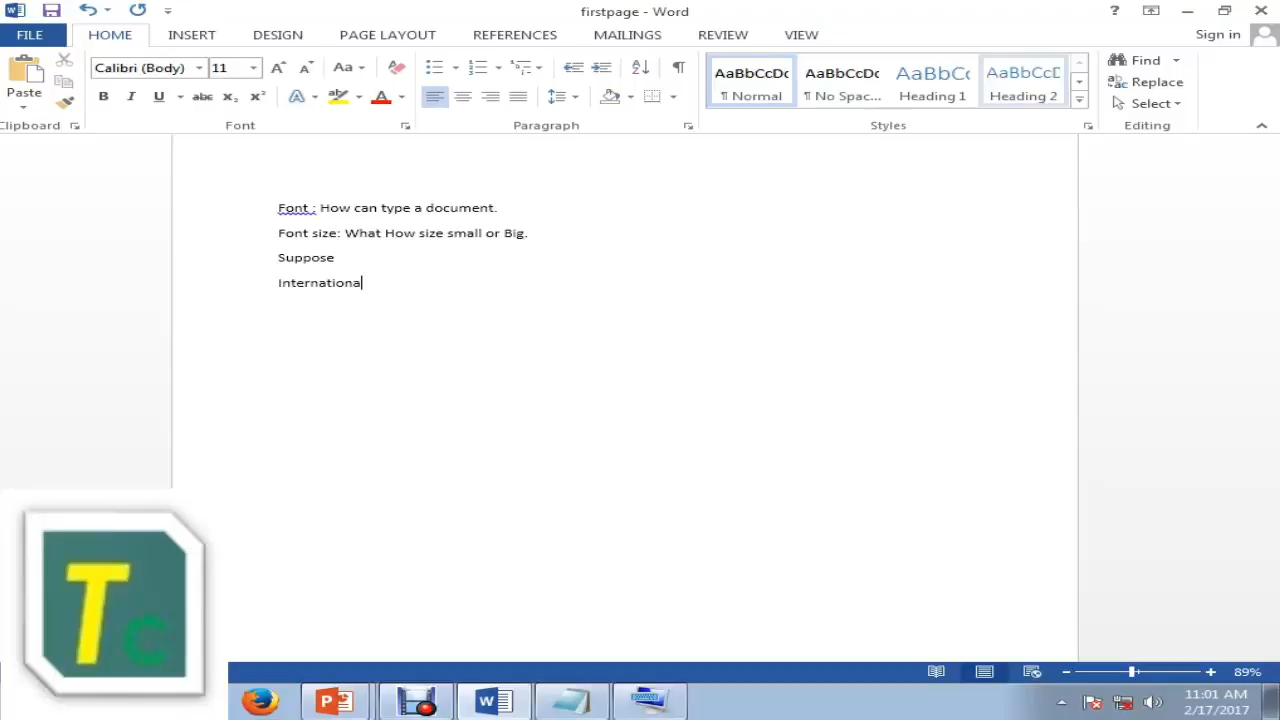 firstpage - Word
FILE HOME INSERT DESIGN PAGE LAYOUT REFERENCES MAILINGS REVIEW VIEW Sign in
Paste
Calibri (Body) 11 Aa
B I U abc x₂ x² A ab A
AaBbCcDc AaBbCcDc AaBbCc AaBbCcD
¶ Normal ¶ No Spac... Heading 1 Heading 2
Find
Replace
Select
Clipboard Font Paragraph Styles Editing
Font : How can type a document.
Font size: What How size small or Big.
Suppose
Internationa
Tc
89%
11:01 AM
2/17/2017